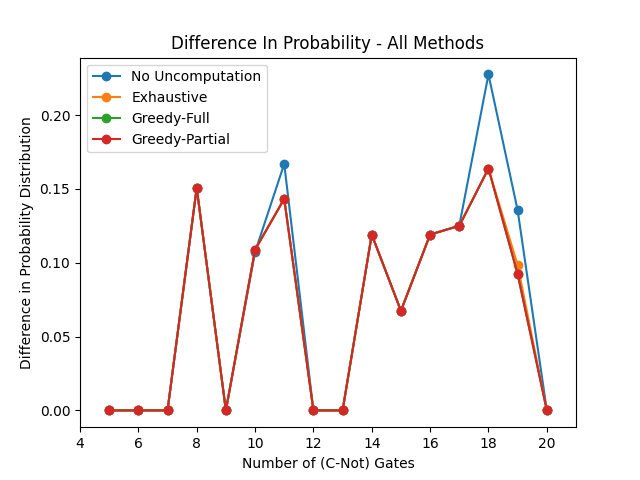 Difference In Probability - All Methods
No Uncomputation
Exhaustive
Greedy-Full
Greedy-Partial
Difference in Probability Distribution
0.20
0.15
0.10
0.05
0.00
4 6 8 10 12 14 16 18 20
Number of (C-Not) Gates